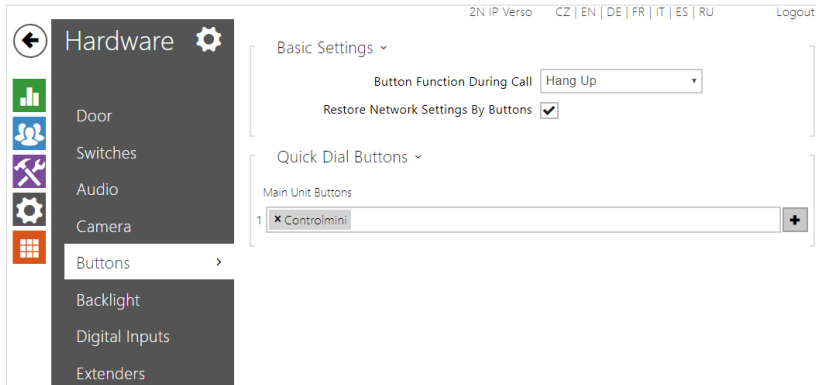 2N IP Verso CZ | EN | DE | FR | IT | ES | RU Logout
Hardware
Door
Switches
Audio
Camera
Buttons
Backlight
Digital Inputs
Extenders
Basic Settings
Button Function During Call Hang Up
Restore Network Settings By Buttons
Quick Dial Buttons
Main Unit Buttons
1 × Controlmini +